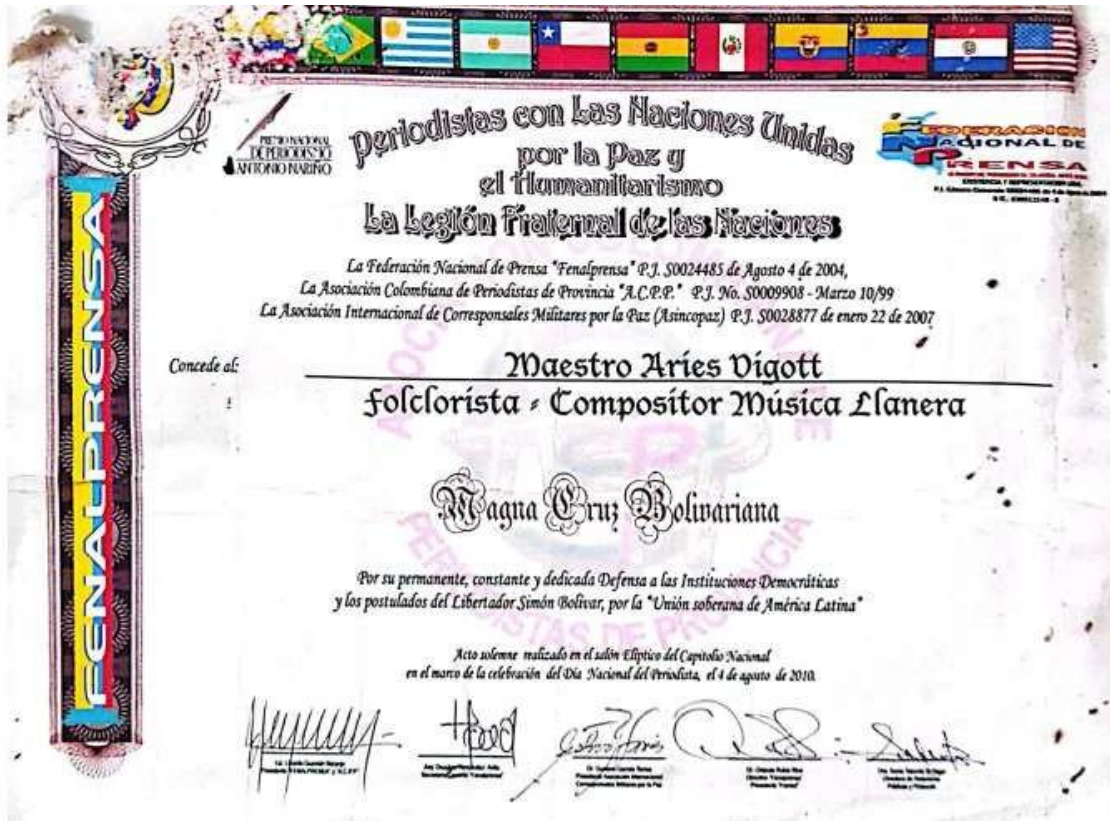 PREMIO NACIONAL
DE PERIODISMO
ANTONIO NARIÑO
Periodistas con Las Naciones Unidas
por la Paz y
el Humanitarismo
La Legión Fraternal de las Naciones
FEDERACION
NACIONAL DE
PRENSA
La Federación Nacional de Prensa "Fenalprensa" P.J. S0024485 de Agosto 4 de 2004,
La Asociación Colombiana de Periodistas de Provincia "A.C.P.P." P.J. No. S0009908 - Marzo 10/99
La Asociación Internacional de Corresponsales Militares por la Paz (Asincopaz) P.J. S0028877 de enero 22 de 2007
Concede al:
Maestro Aries Vigott
:
Folclorista - Compositor Música Llanera
Magna Cruz Bolivariana
Por su permanente, constante y dedicada Defensa a las Instituciones Democráticas
y los postulados del Libertador Simón Bolívar, por la "Unión soberana de América Latina"
Acto solemne realizado en el salón Elíptico del Capitolio Nacional
en el marco de la celebración del Día Nacional del Periodista, el 4 de agosto de 2010.
FENALPRENSA
PERIODISTAS DE PROVINCIA